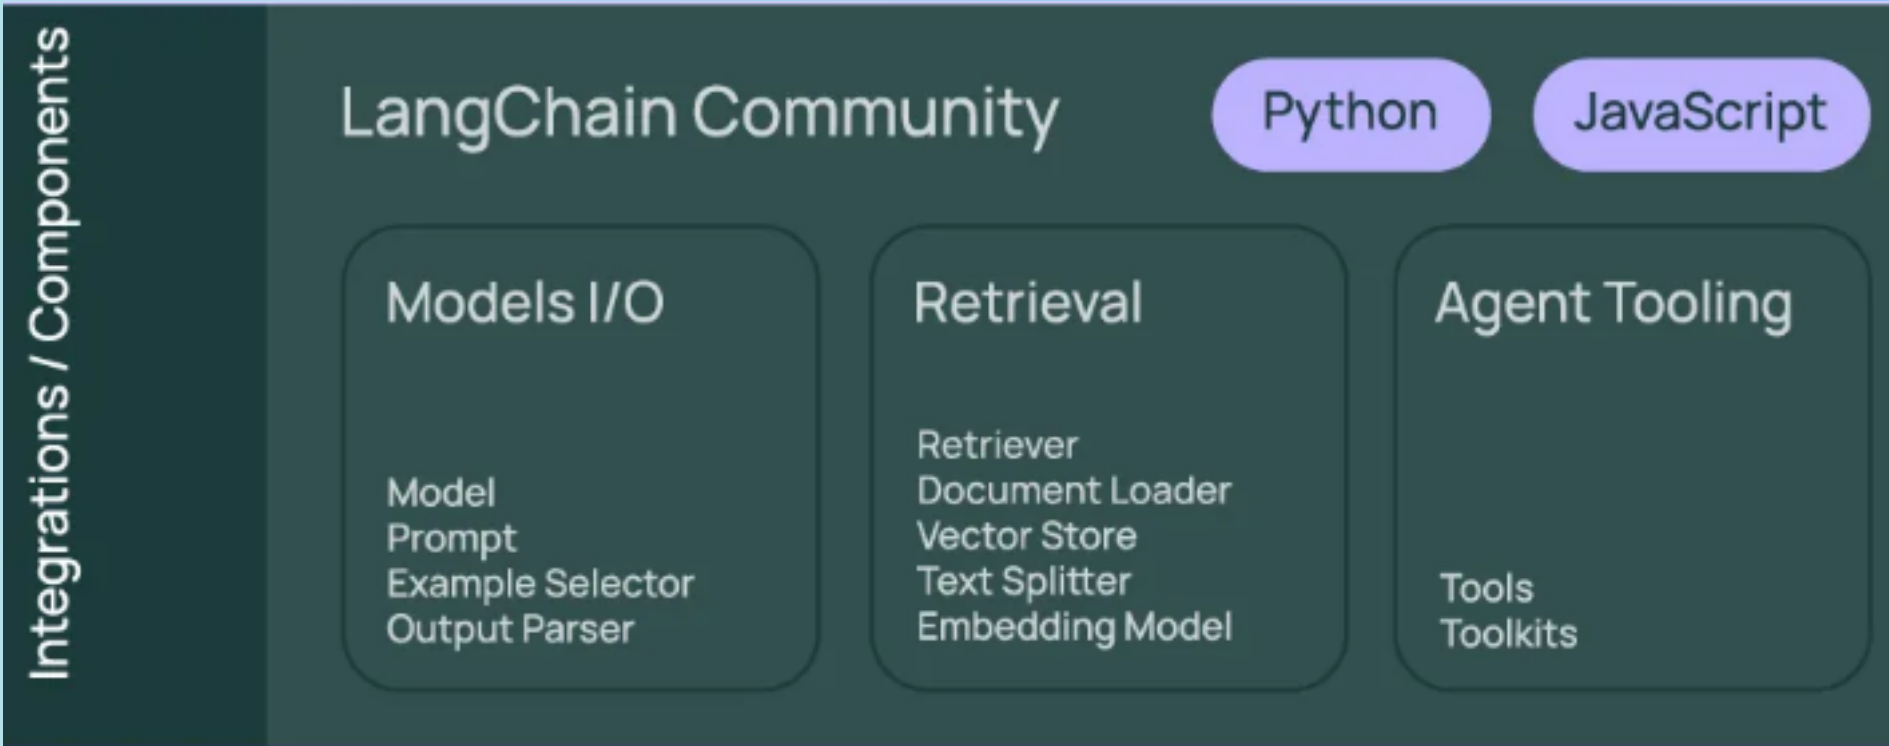 Integrations / Components
LangChain Community
Python
JavaScript
Models I/O
Model
Prompt
Example Selector
Output Parser
Retrieval
Retriever
Document Loader
Vector Store
Text Splitter
Embedding Model
Agent Tooling
Tools
Toolkits